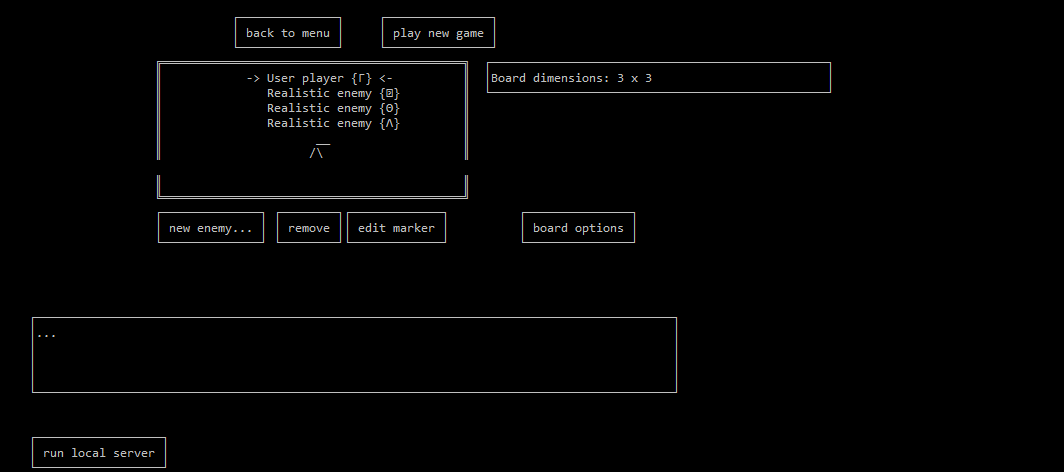 back to menu
play new game
-> User player {Γ} <-
Board dimensions: 3 x 3
Realistic enemy {⍰}
Realistic enemy {Θ}
Realistic enemy {Λ}
new enemy...
remove
edit marker
board options
...
run local server